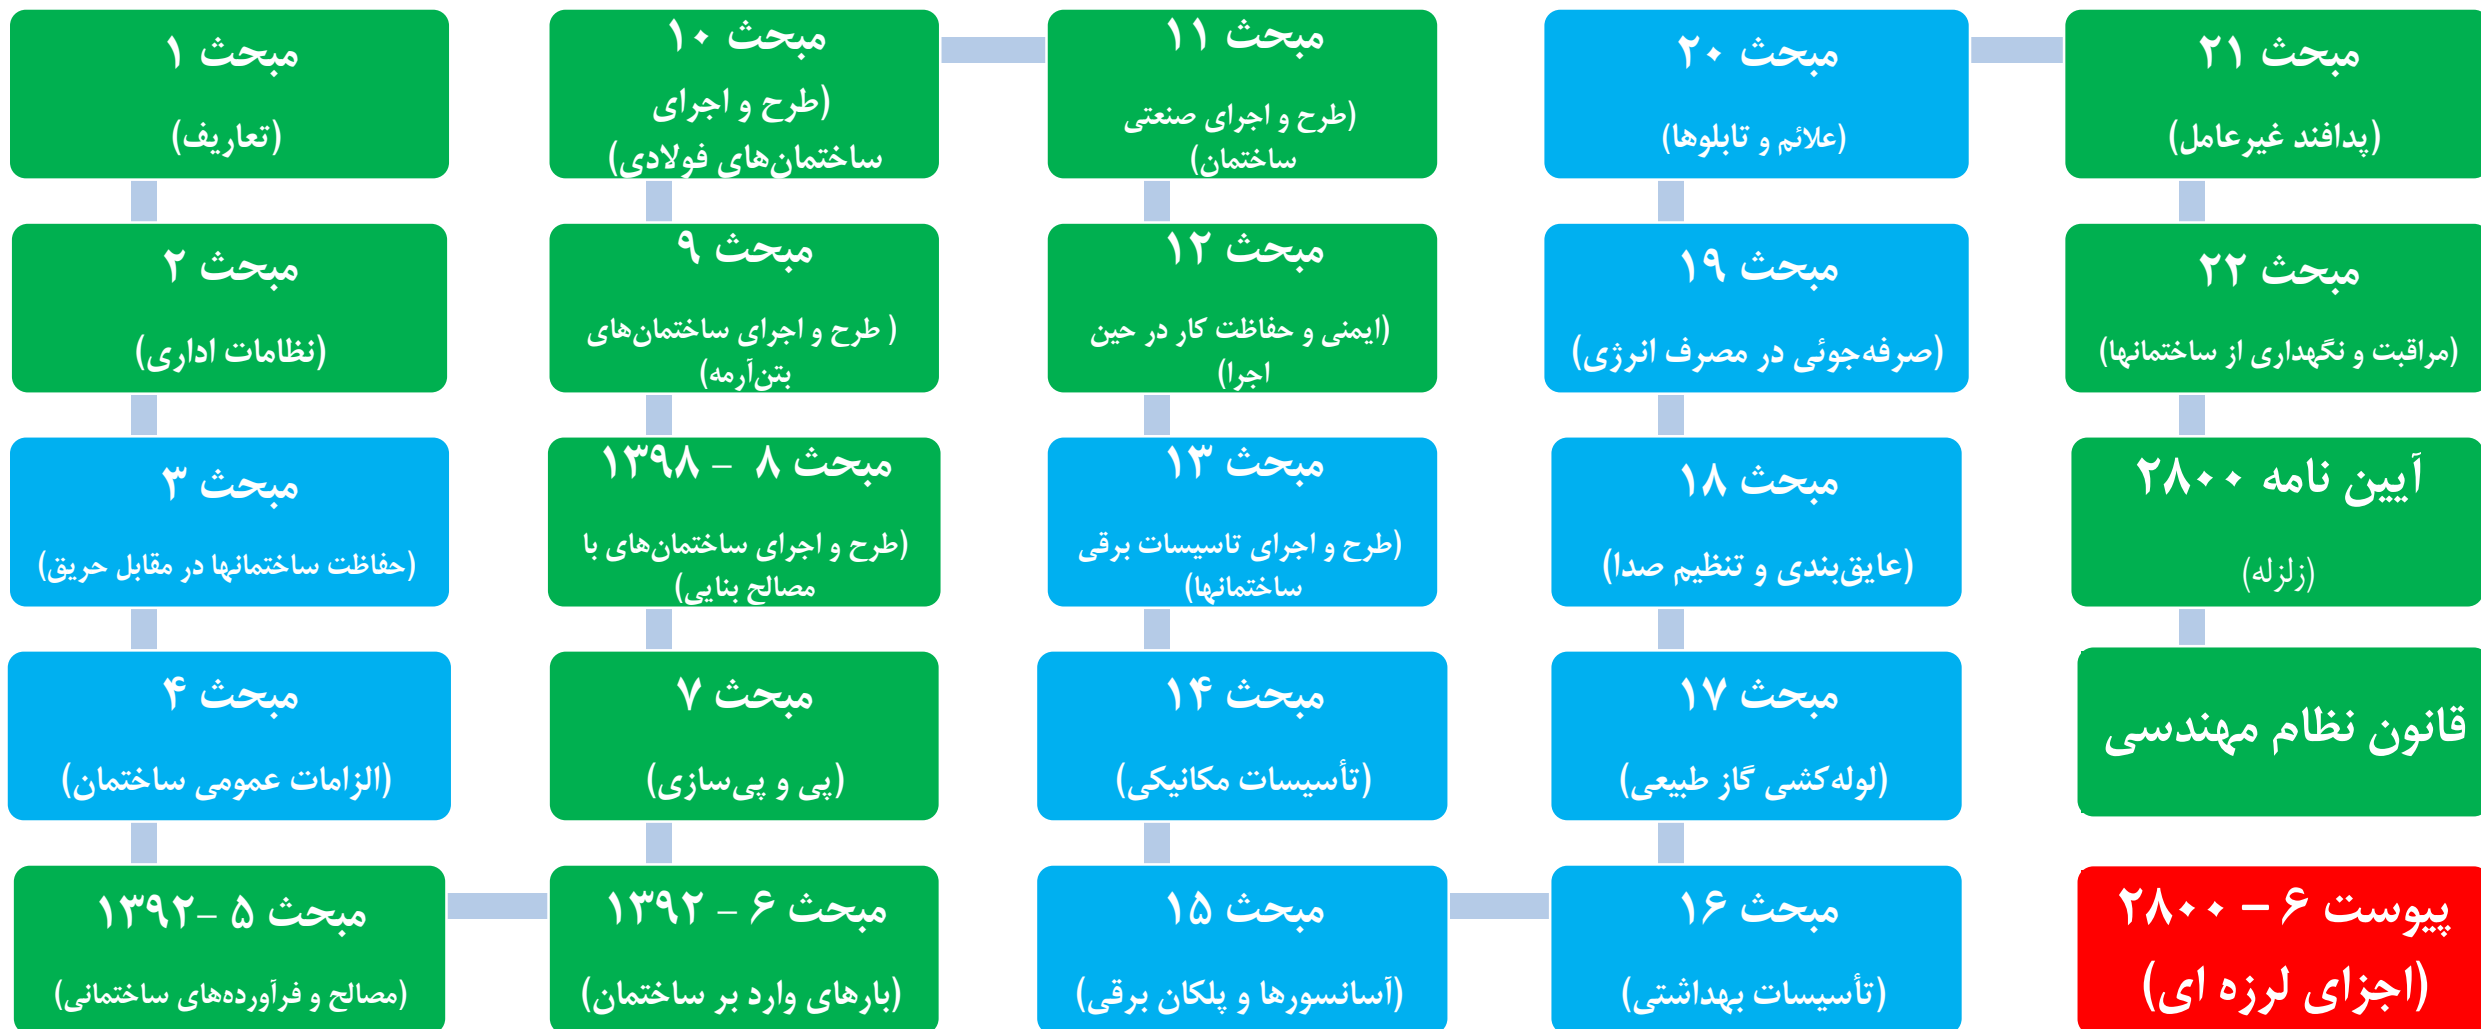 مبحث ۱
(تعاریف)
مبحث ۲
(نظامات اداری)
مبحث ۳
(حفاظت ساختمانها در مقابل حریق)
مبحث ۴
(الزامات عمومی ساختمان)
مبحث ۵ –۱۳۹۲
(مصالح و فرآورده‌های ساختمانی)
مبحث ۶ – ۱۳۹۲
(بارهای وارد بر ساختمان)
مبحث ۷
(پی و پی‌سازی)
مبحث ۸ – ۱۳۹۸
(طرح و اجرای ساختمان‌های با
مصالح بنایی)
مبحث ۹
( طرح و اجرای ساختمان‌های
بتن‌آرمه)
مبحث ۱۰
(طرح و اجرای
ساختمان‌های فولادی)
مبحث ۱۱
(طرح و اجرای صنعتی
ساختمان)
مبحث ۱۲
(ایمنی و حفاظت کار در حین
اجرا)
مبحث ۱۳
(طرح و اجرای تاسیسات برقی
ساختمانها)
مبحث ۱۴
(تأسیسات مکانیکی)
مبحث ۱۵
(آسانسورها و پلکان برقی)
مبحث ۱۶
(تأسیسات بهداشتی)
مبحث ۱۷
(لوله‌کشی گاز طبیعی)
مبحث ۱۸
(عایق‌بندی و تنظیم صدا)
مبحث ۱۹
(صرفه‌جوئی در مصرف انرژی)
مبحث ۲۰
(علائم و تابلوها)
مبحث ۲۱
(پدافند غیرعامل)
مبحث ۲۲
(مراقبت و نگهداری از ساختمانها)
آیین نامه ۲۸۰۰
(زلزله)
قانون نظام مهندسی
پیوست ۶ – ۲۸۰۰
(اجزای لرزه ای)